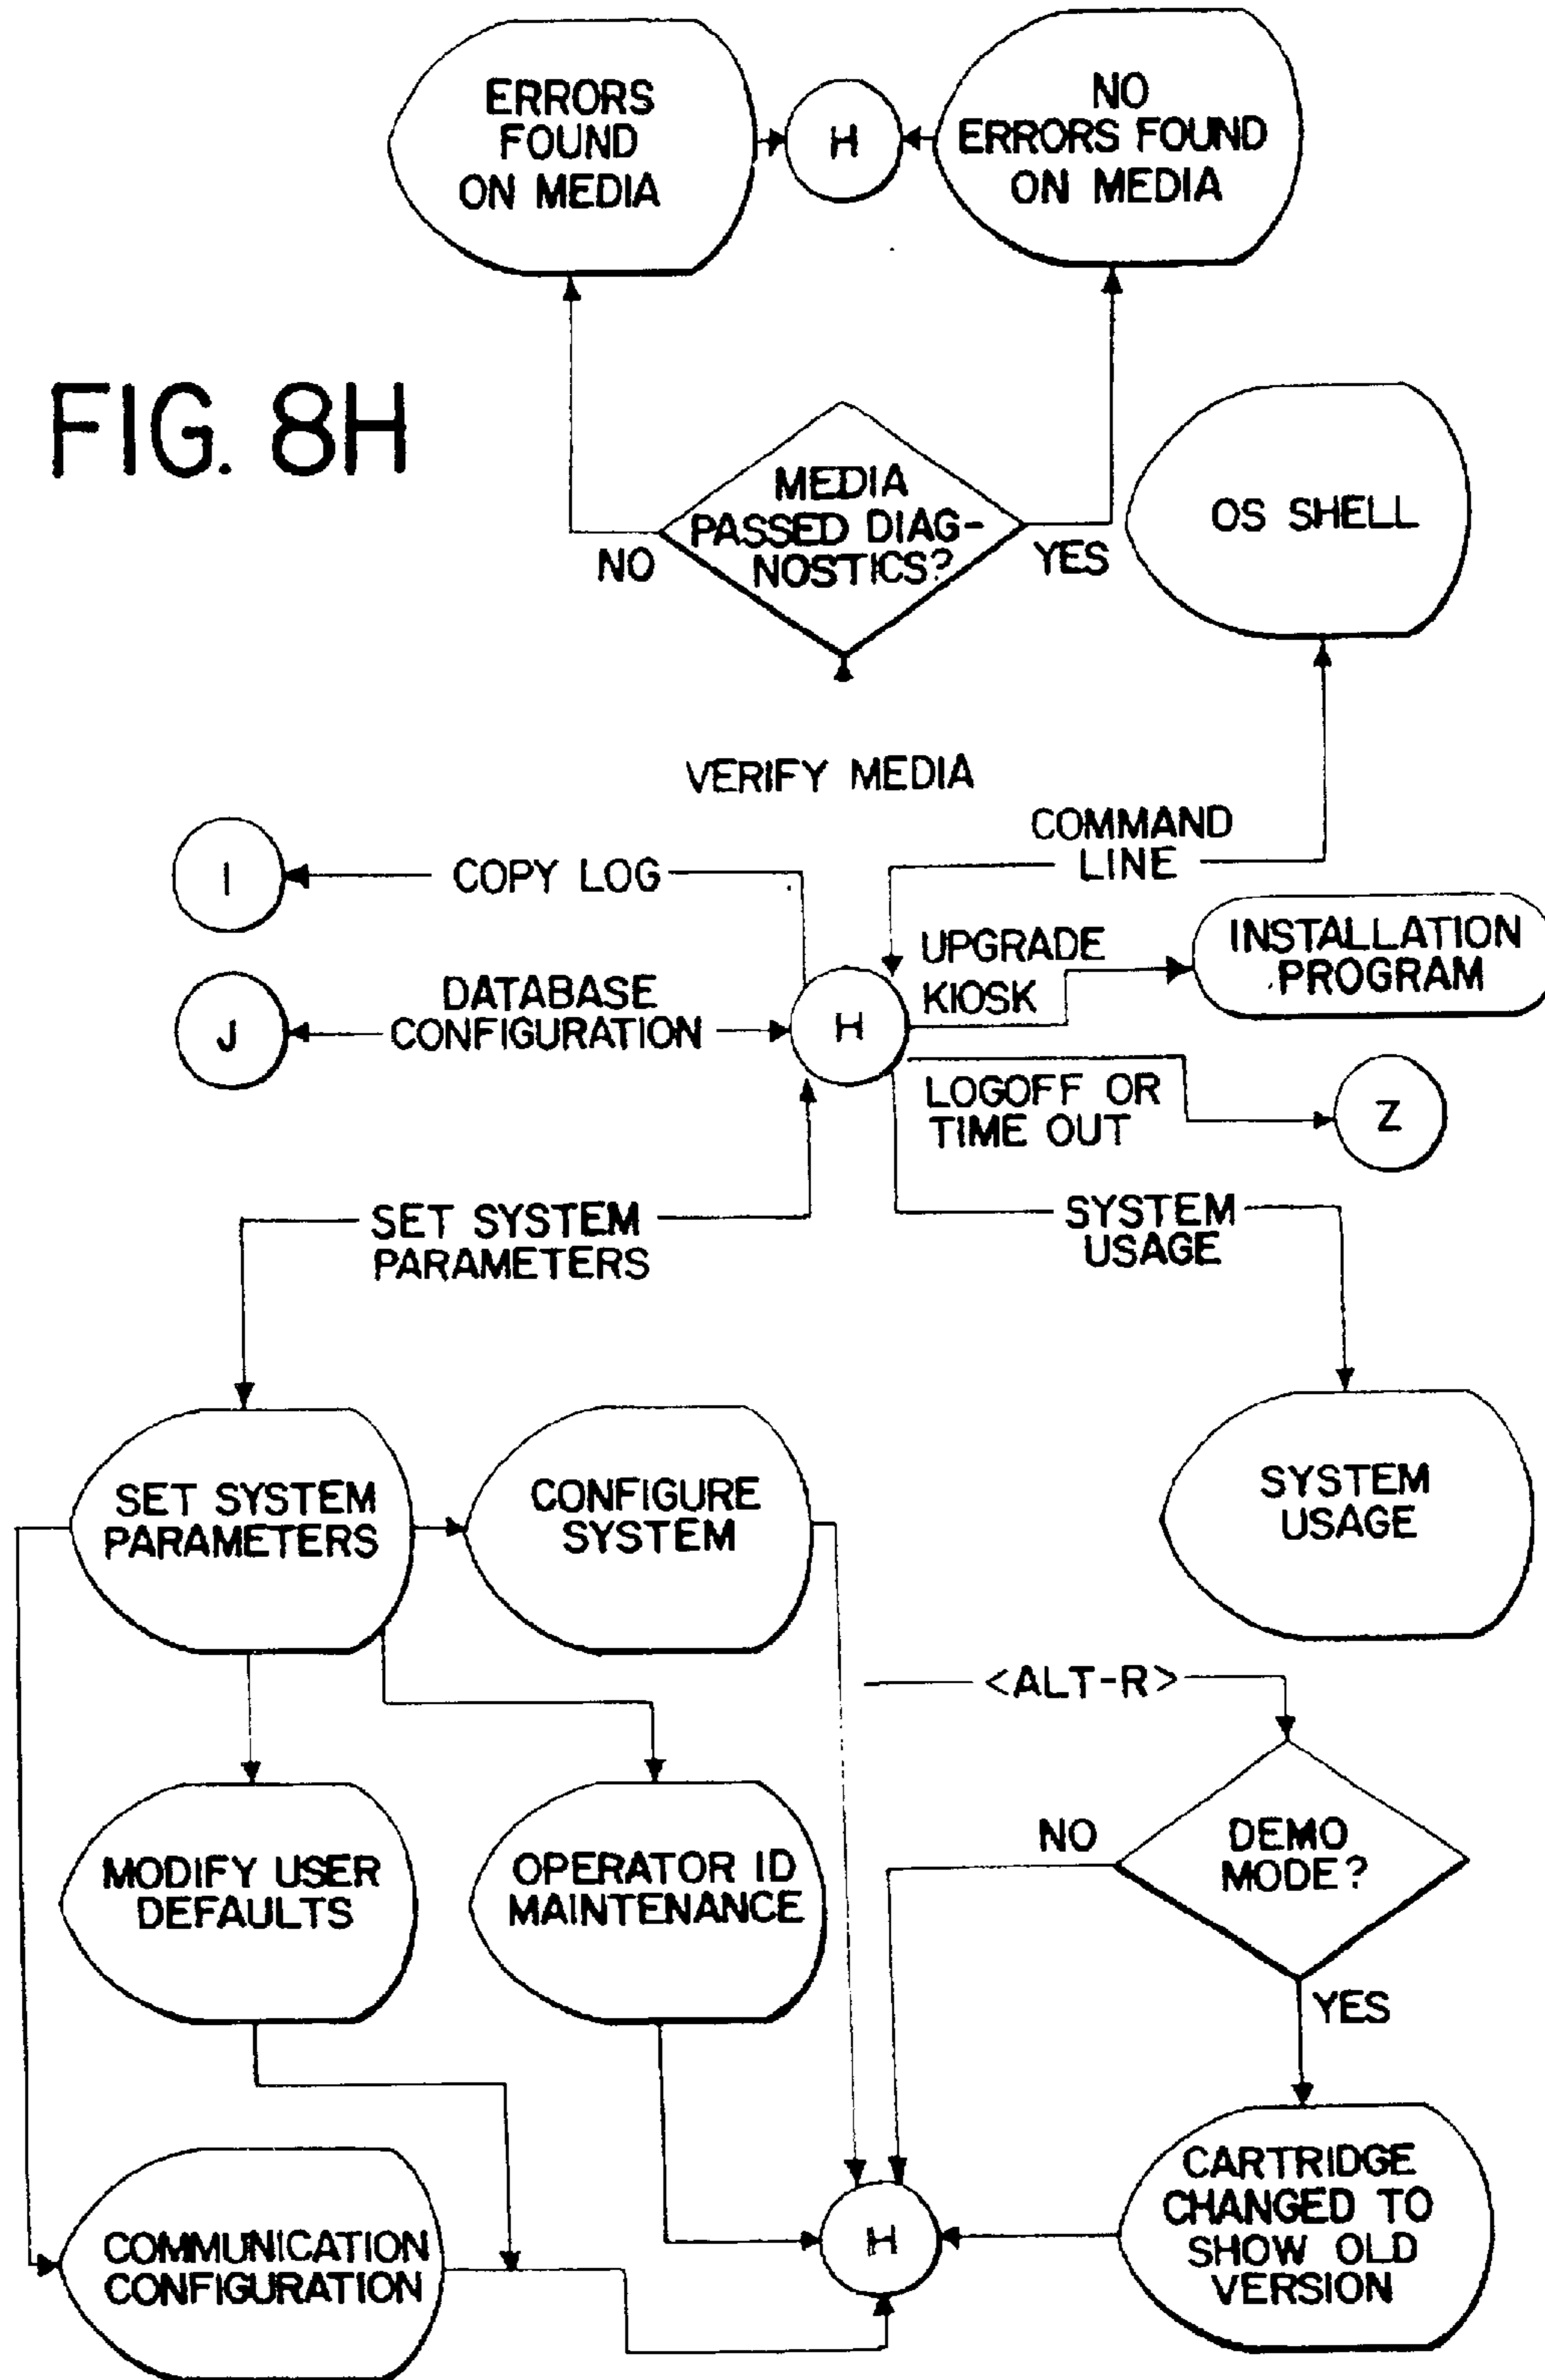 ERRORS
FOUND
ON MEDIA
H
NO
ERRORS FOUND
ON MEDIA
FIG. 8H
MEDIA
PASSED DIAG-
NOSTICS?
NO
YES
OS SHELL
VERIFY MEDIA
COMMAND
LINE
I
COPY LOG
UPGRADE
KIOSK
INSTALLATION
PROGRAM
J
DATABASE
CONFIGURATION
H
LOGOFF OR
TIME OUT
Z
SET SYSTEM
PARAMETERS
SYSTEM
USAGE
SET SYSTEM
PARAMETERS
CONFIGURE
SYSTEM
SYSTEM
USAGE
<ALT-R>
MODIFY USER
DEFAULTS
OPERATOR ID
MAINTENANCE
NO
DEMO
MODE?
YES
COMMUNICATION
CONFIGURATION
H
CARTRIDGE
CHANGED TO
SHOW OLD
VERSION